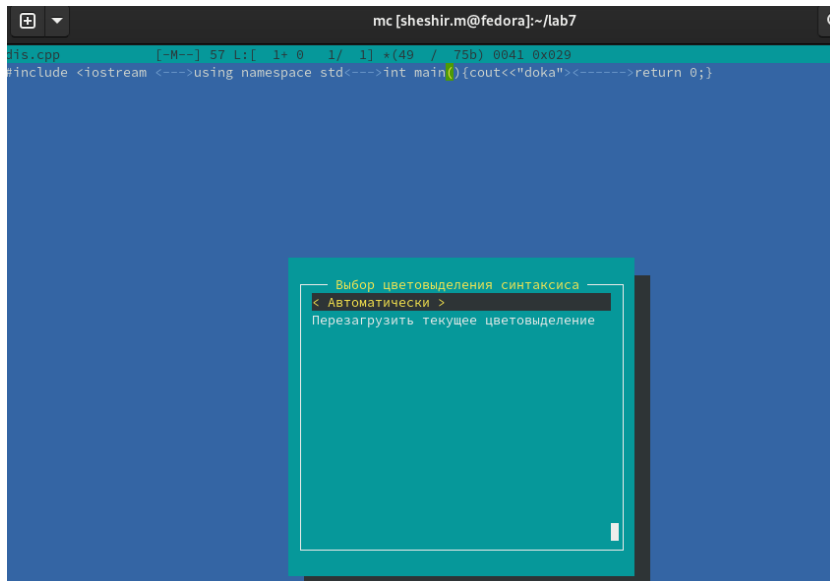 mc [sheshir.m@fedora]:~/lab7
dis.cpp [-M--] 57 L:[ 1+ 0 1/ 1] *(49 / 75b) 0041 0x029
#include <iostream <--->using namespace std<--->int main(){cout<<"doka"><------>return 0;}
Выбор цветовыделения синтаксиса
< Автоматически >
Перезагрузить текущее цветовыделение